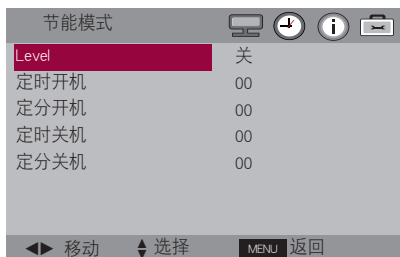 节能模式
Level 关
定时开机 00
定分开机 00
定时关机 00
定分关机 00
移动 选择 MENU 返回